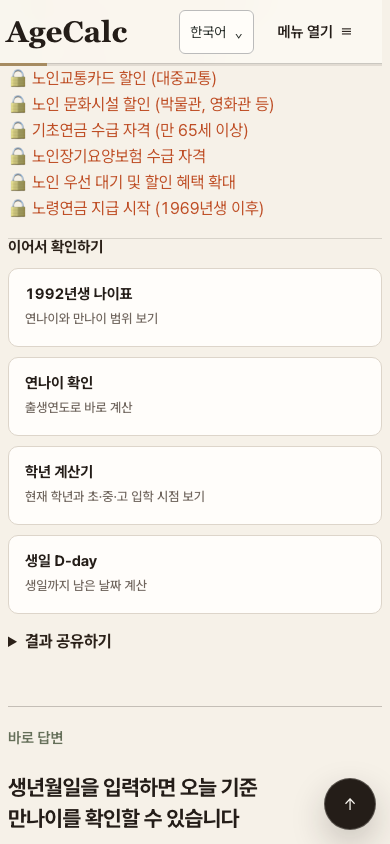 AgeCalc
한국어
메뉴 열기
노인교통카드 할인 (대중교통)
노인 문화시설 할인 (박물관, 영화관 등)
기초연금 수급 자격 (만 65세 이상)
노인장기요양보험 수급 자격
노인 우선 대기 및 할인 혜택 확대
노령연금 지급 시작 (1969년생 이후)
이어서 확인하기
1992년생 나이표
연나이와 만나이 범위 보기
연나이 확인
출생연도로 바로 계산
학년 계산기
현재 학년과 초·중·고 입학 시점 보기
생일 D-day
생일까지 남은 날짜 계산
결과 공유하기
바로 답변
생년월일을 입력하면 오늘 기준
만나이를 확인할 수 있습니다